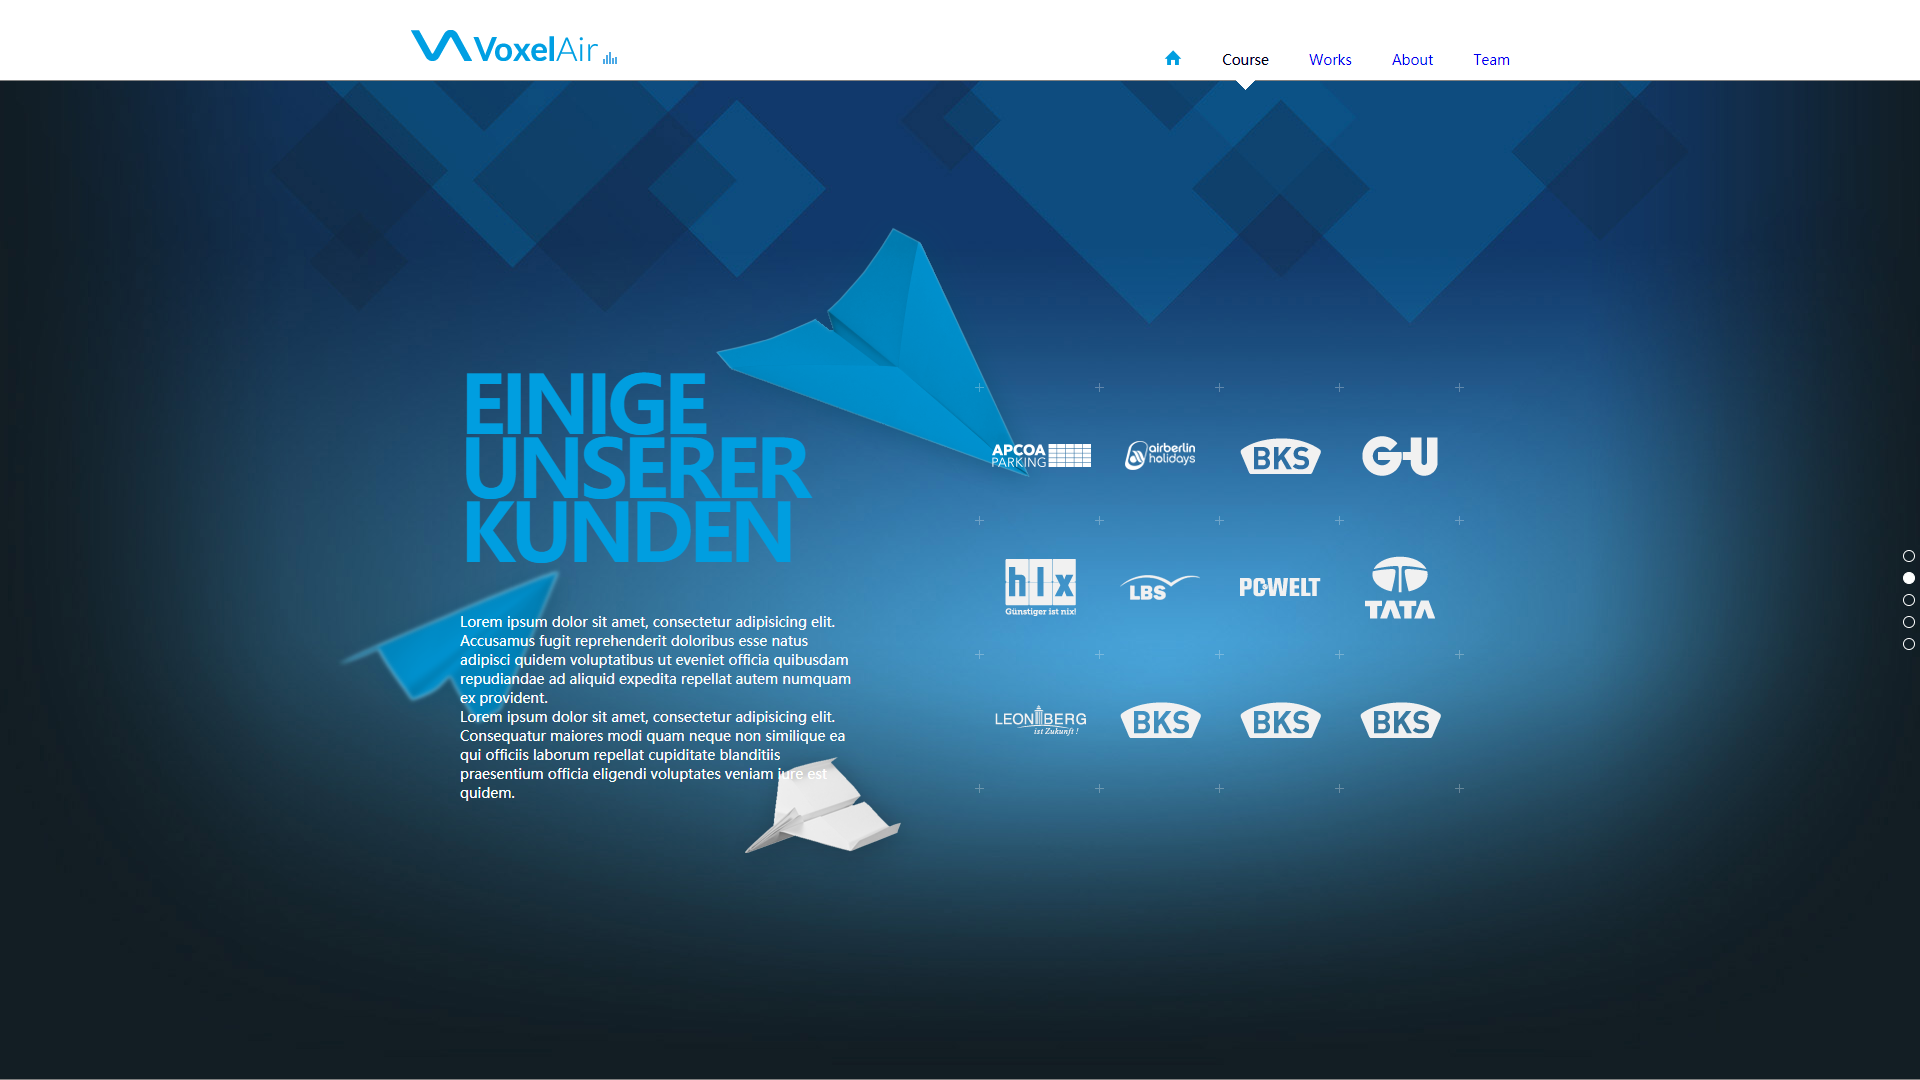 VoxelAir
Course Works About Team
EINIGE
UNSERER
KUNDEN
Lorem ipsum dolor sit amet, consectetur adipisicing elit.
Accusamus fugit reprehenderit doloribus esse natus
adipisci quidem voluptatibus ut eveniet officia quibusdam
repudiandae ad aliquid expedita repellat autem numquam
ex provident.
Lorem ipsum dolor sit amet, consectetur adipisicing elit.
Consequatur maiores modi quam neque non similique ea
qui officiis laborum repellat cupiditate blanditiis
praesentium officia eligendi voluptates veniam iure est
quidem.
APCOA
PARKING
airberlin
holidays
BKS
G-U
hlx
Günstiger ist nix!
LBS
PC WELT
TATA
LEONBERG
ist Zukunft !
BKS
BKS
BKS